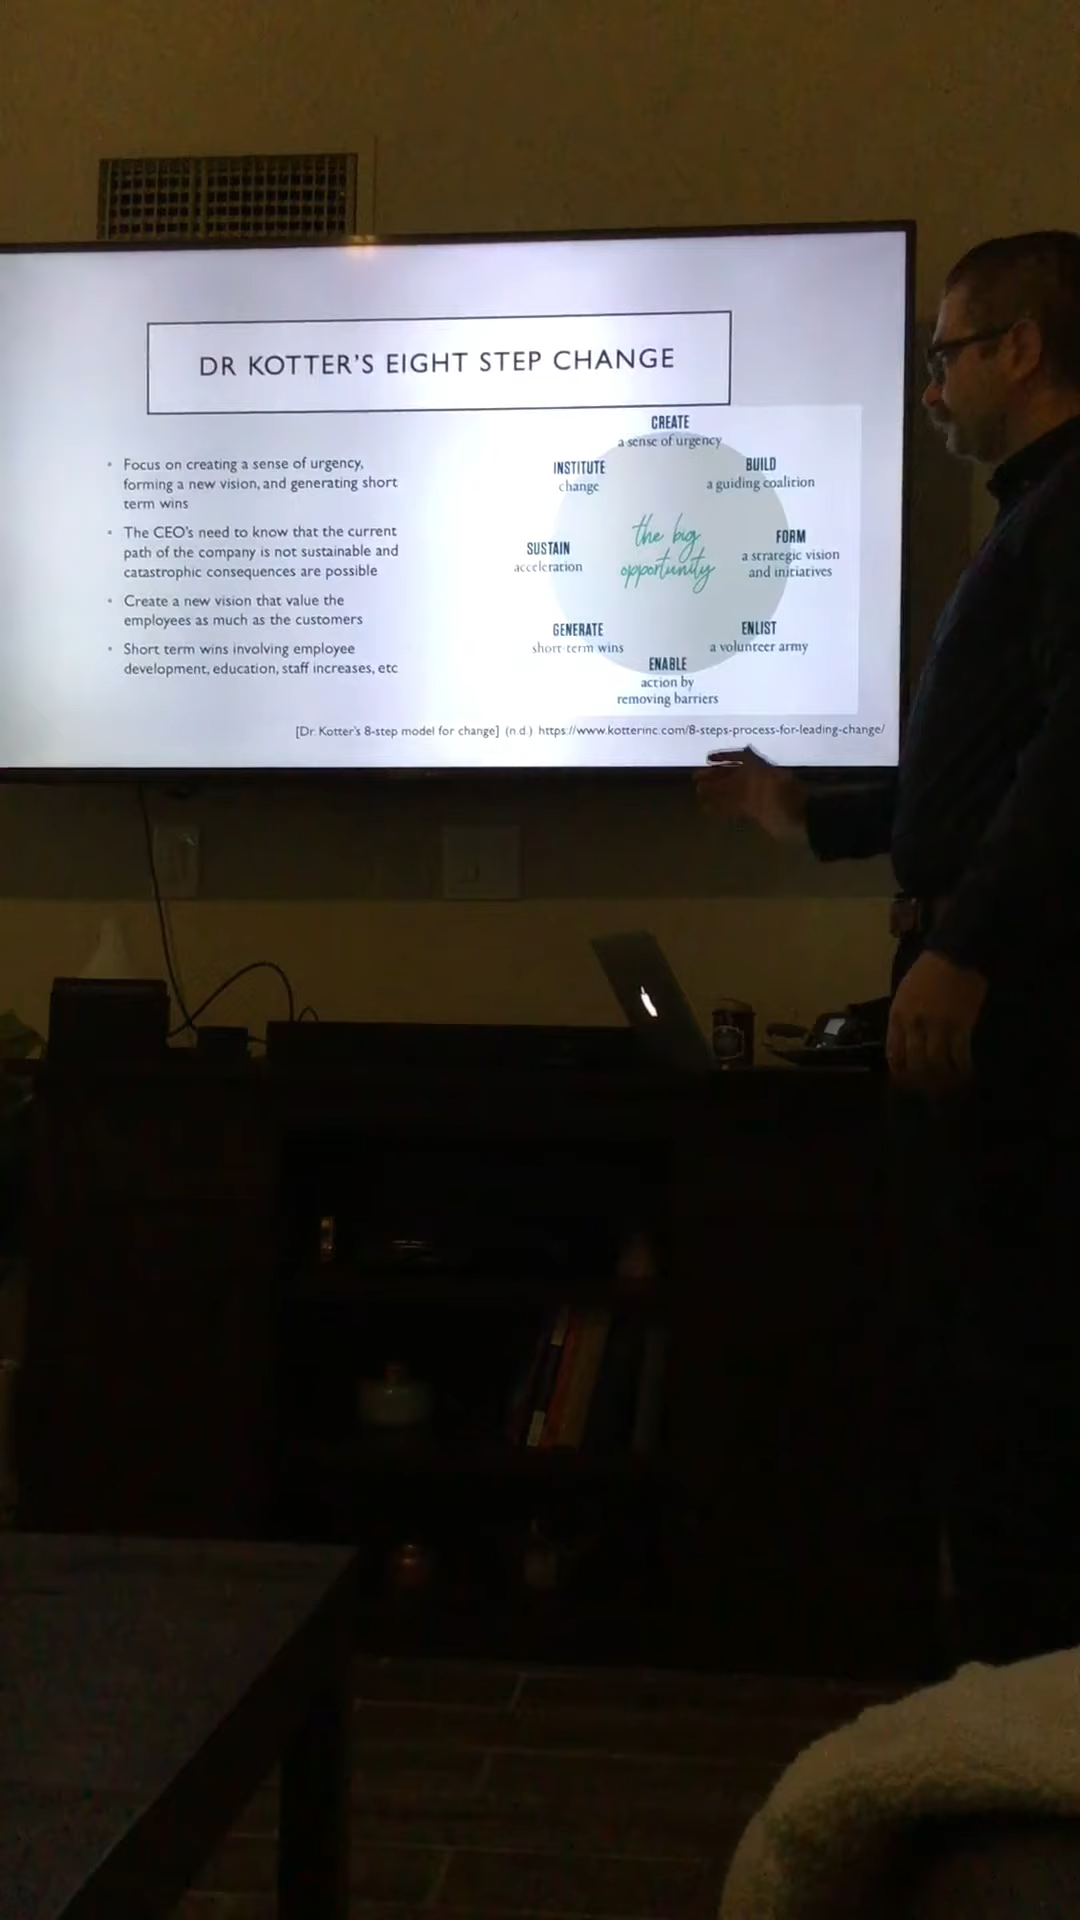 DR KOTTER'S EIGHT STEP CHANGE
• Focus on creating a sense of urgency,
forming a new vision, and generating short
term wins
• The CEO's need to know that the current
path of the company is not sustainable and
catastrophic consequences are possible
• Create a new vision that value the
employees as much as the customers
• Short term wins involving employee
development, education, staff increases, etc
CREATE
a sense of urgency
BUILD
a guiding coalition
FORM
a strategic vision
and initiatives
ENLIST
a volunteer army
ENABLE
action by
removing barriers
GENERATE
short-term wins
SUSTAIN
acceleration
INSTITUTE
change
the big
opportunity
[Dr. Kotter's 8-step model for change] (n.d.) https://www.kotterinc.com/8-steps-process-for-leading-change/